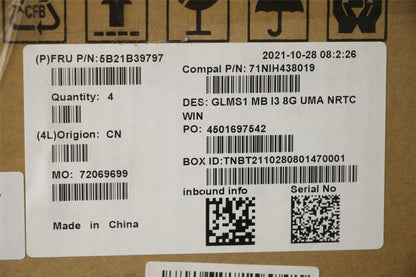 CFB
(P)FRU P/N:5B21B39797
2021-10-28 08:2:26
Compal P/N: 71NIH438019
Quantity: 4
DES: GLMS1 MB I3 8G UMA NRTC
WIN
(4L)Origion: CN
PO: 4501697542
BOX ID:TNBT2110280801470001
MO: 72069699
inbound info
Serial No
Made in China